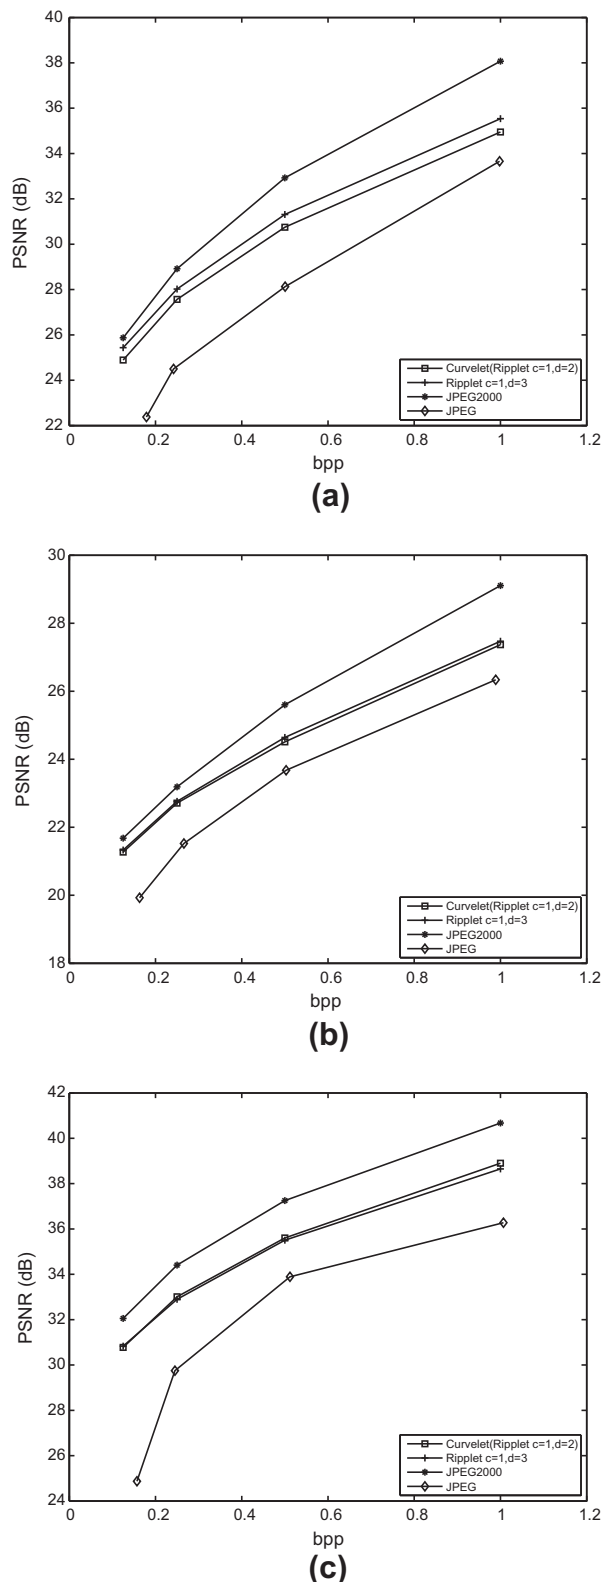 40
38
36
34
32
30
28
26
24
22
PSNR (dB)
Curvelet(Ripplet c=1,d=2)
Ripplet c=1,d=3
JPEG2000
JPEG
0 0.2 0.4 0.6 0.8 1 1.2
bpp
(a)
30
28
26
24
22
20
18
PSNR (dB)
Curvelet(Ripplet c=1,d=2)
Ripplet c=1,d=3
JPEG2000
JPEG
0 0.2 0.4 0.6 0.8 1 1.2
bpp
(b)
42
40
38
36
34
32
30
28
26
24
PSNR (dB)
Curvelet(Ripplet c=1,d=2)
Ripplet c=1,d=3
JPEG2000
JPEG
0 0.2 0.4 0.6 0.8 1 1.2
bpp
(c)